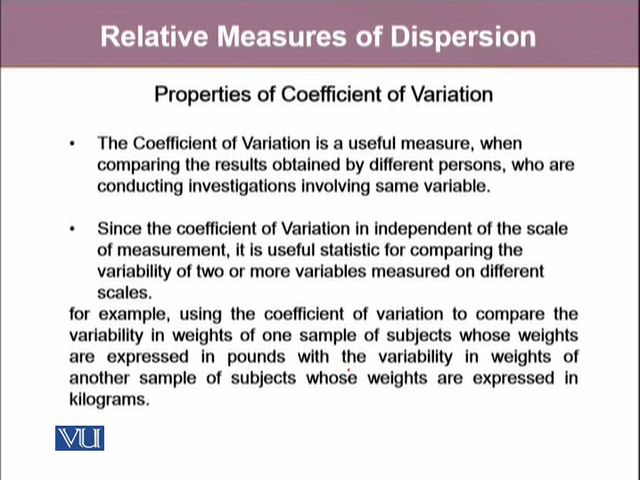 Relative Measures of Dispersion
Properties of Coefficient of Variation
• The Coefficient of Variation is a useful measure, when
comparing the results obtained by different persons, who are
conducting investigations involving same variable.
• Since the coefficient of Variation in independent of the scale
of measurement, it is useful statistic for comparing the
variability of two or more variables measured on different
scales.
for example, using the coefficient of variation to compare the
variability in weights of one sample of subjects whose weights
are expressed in pounds with the variability in weights of
another sample of subjects whose weights are expressed in
kilograms.
VU